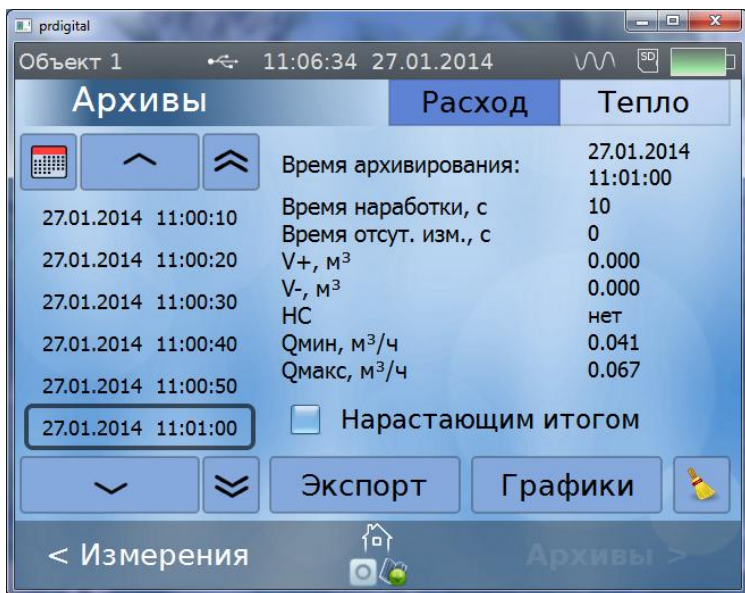 prdigital
Объект 1 11:06:34 27.01.2014 SD
Архивы Расход Тепло
Время архивирования: 27.01.2014 11:01:00
27.01.2014 11:00:10
27.01.2014 11:00:20
27.01.2014 11:00:30
27.01.2014 11:00:40
27.01.2014 11:00:50
27.01.2014 11:01:00
Время наработки, с 10
Время отсут. изм., с 0
V+, м³ 0.000
V-, м³ 0.000
НС нет
Qмин, м³/ч 0.041
Qмакс, м³/ч 0.067
Нарастающим итогом
Экспорт Графики
< Измерения Архивы >